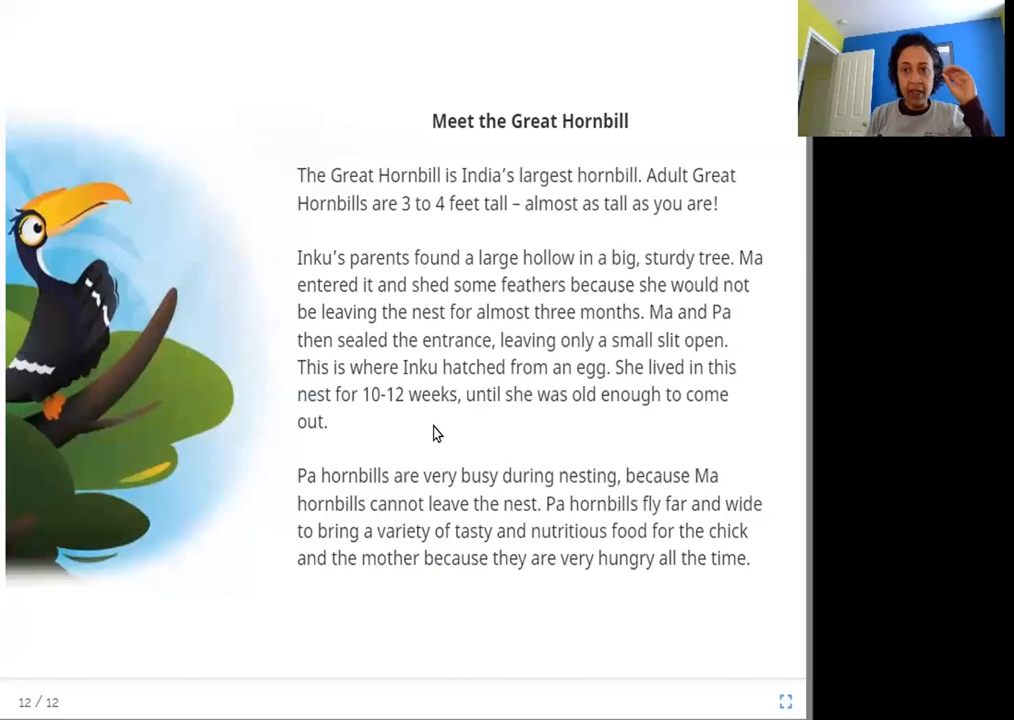 Meet the Great Hornbill
The Great Hornbill is India’s largest hornbill. Adult Great
Hornbills are 3 to 4 feet tall – almost as tall as you are!
Inku’s parents found a large hollow in a big, sturdy tree. Ma
entered it and shed some feathers because she would not
be leaving the nest for almost three months. Ma and Pa
then sealed the entrance, leaving only a small slit open.
This is where Inku hatched from an egg. She lived in this
nest for 10-12 weeks, until she was old enough to come
out.
Pa hornbills are very busy during nesting, because Ma
hornbills cannot leave the nest. Pa hornbills fly far and wide
to bring a variety of tasty and nutritious food for the chick
and the mother because they are very hungry all the time.
12 / 12